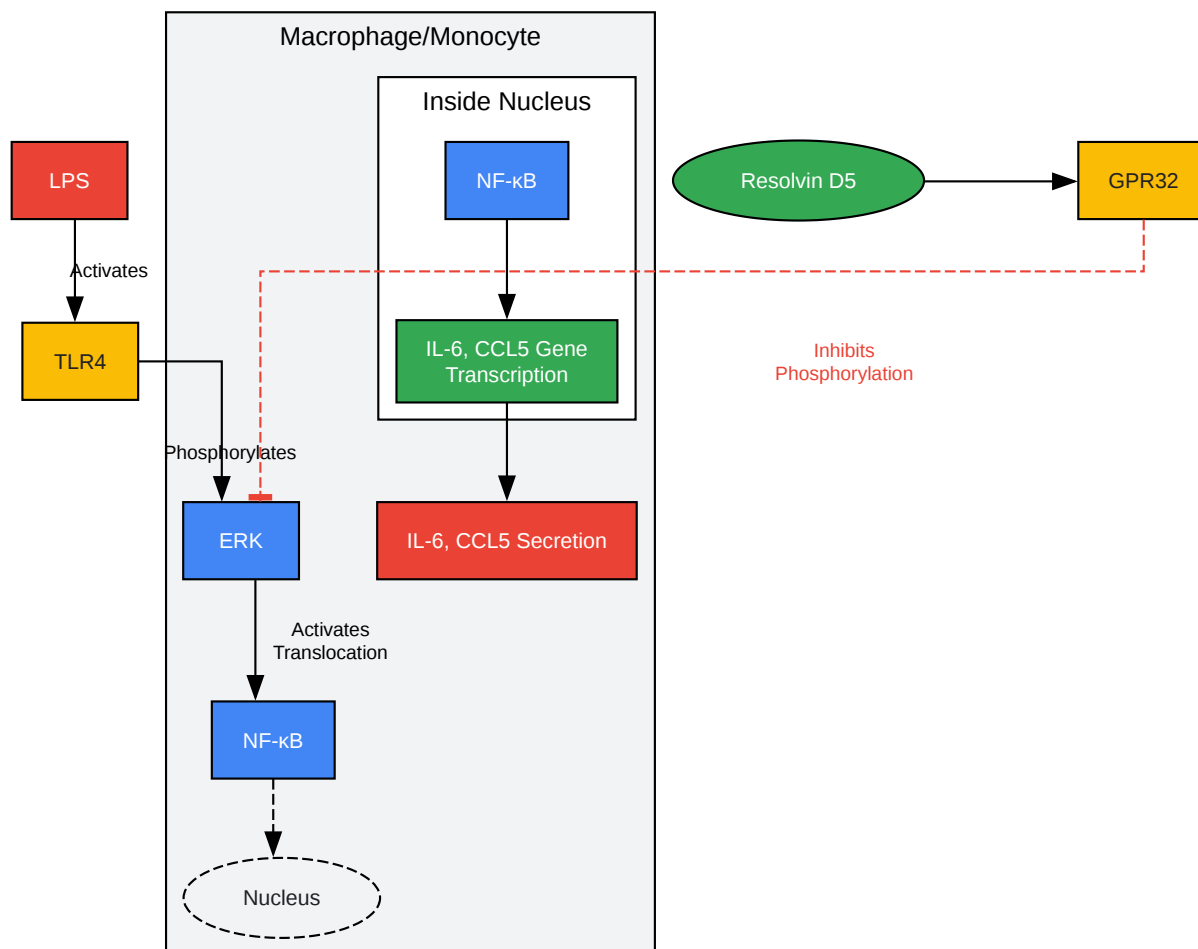 Macrophage/Monocyte
Inside Nucleus
LPS
NF-κB
Resolvin D5
GPR32
Activates
TLR4
IL-6, CCL5 Gene
Transcription
Inhibits
Phosphorylation
Phosphorylates
ERK
IL-6, CCL5 Secretion
Activates
Translocation
NF-κB
Nucleus